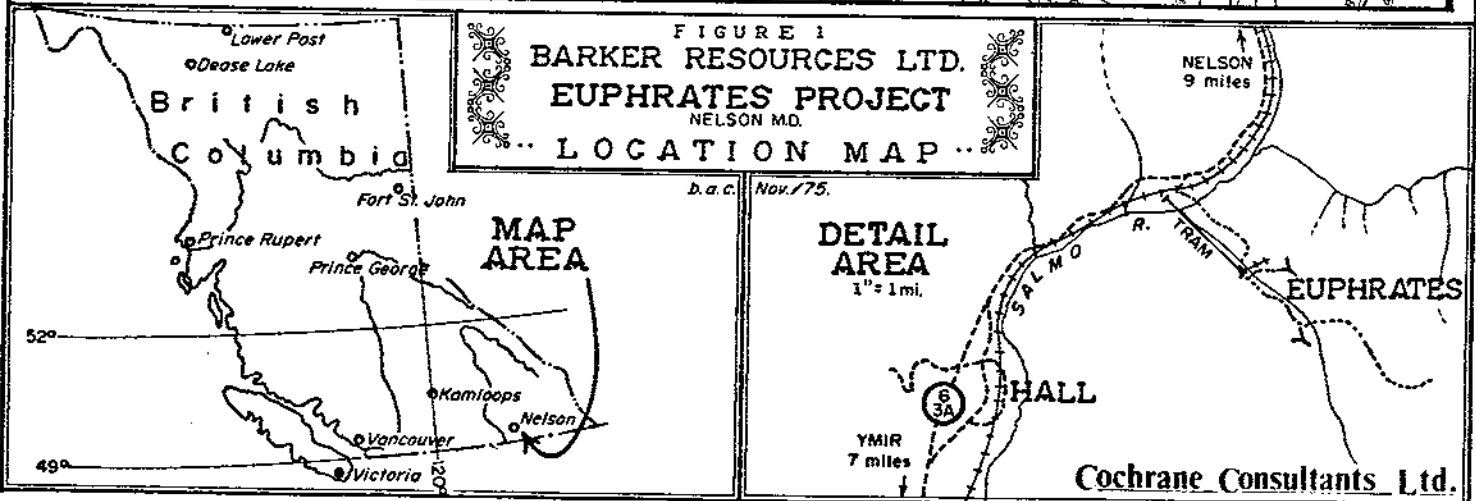 FIGURE 1
BARKER RESOURCES LTD.
EUPHRATES PROJECT
NELSON M.D.
LOCATION MAP
b.a.c. Nov./75.
Lower Post
Dease Lake
British
Columbia
Fort St. John
Prince Rupert
Prince George
MAP
AREA
52°
Kamloops
Nelson
Vancouver
49°
Victoria
120°
NELSON
9 miles
DETAIL
AREA
1"=1mi.
SALMO R.
TRAM
EUPHRATES
HALL
6
3A
YMIR
7 miles
Cochrane Consultants Ltd.